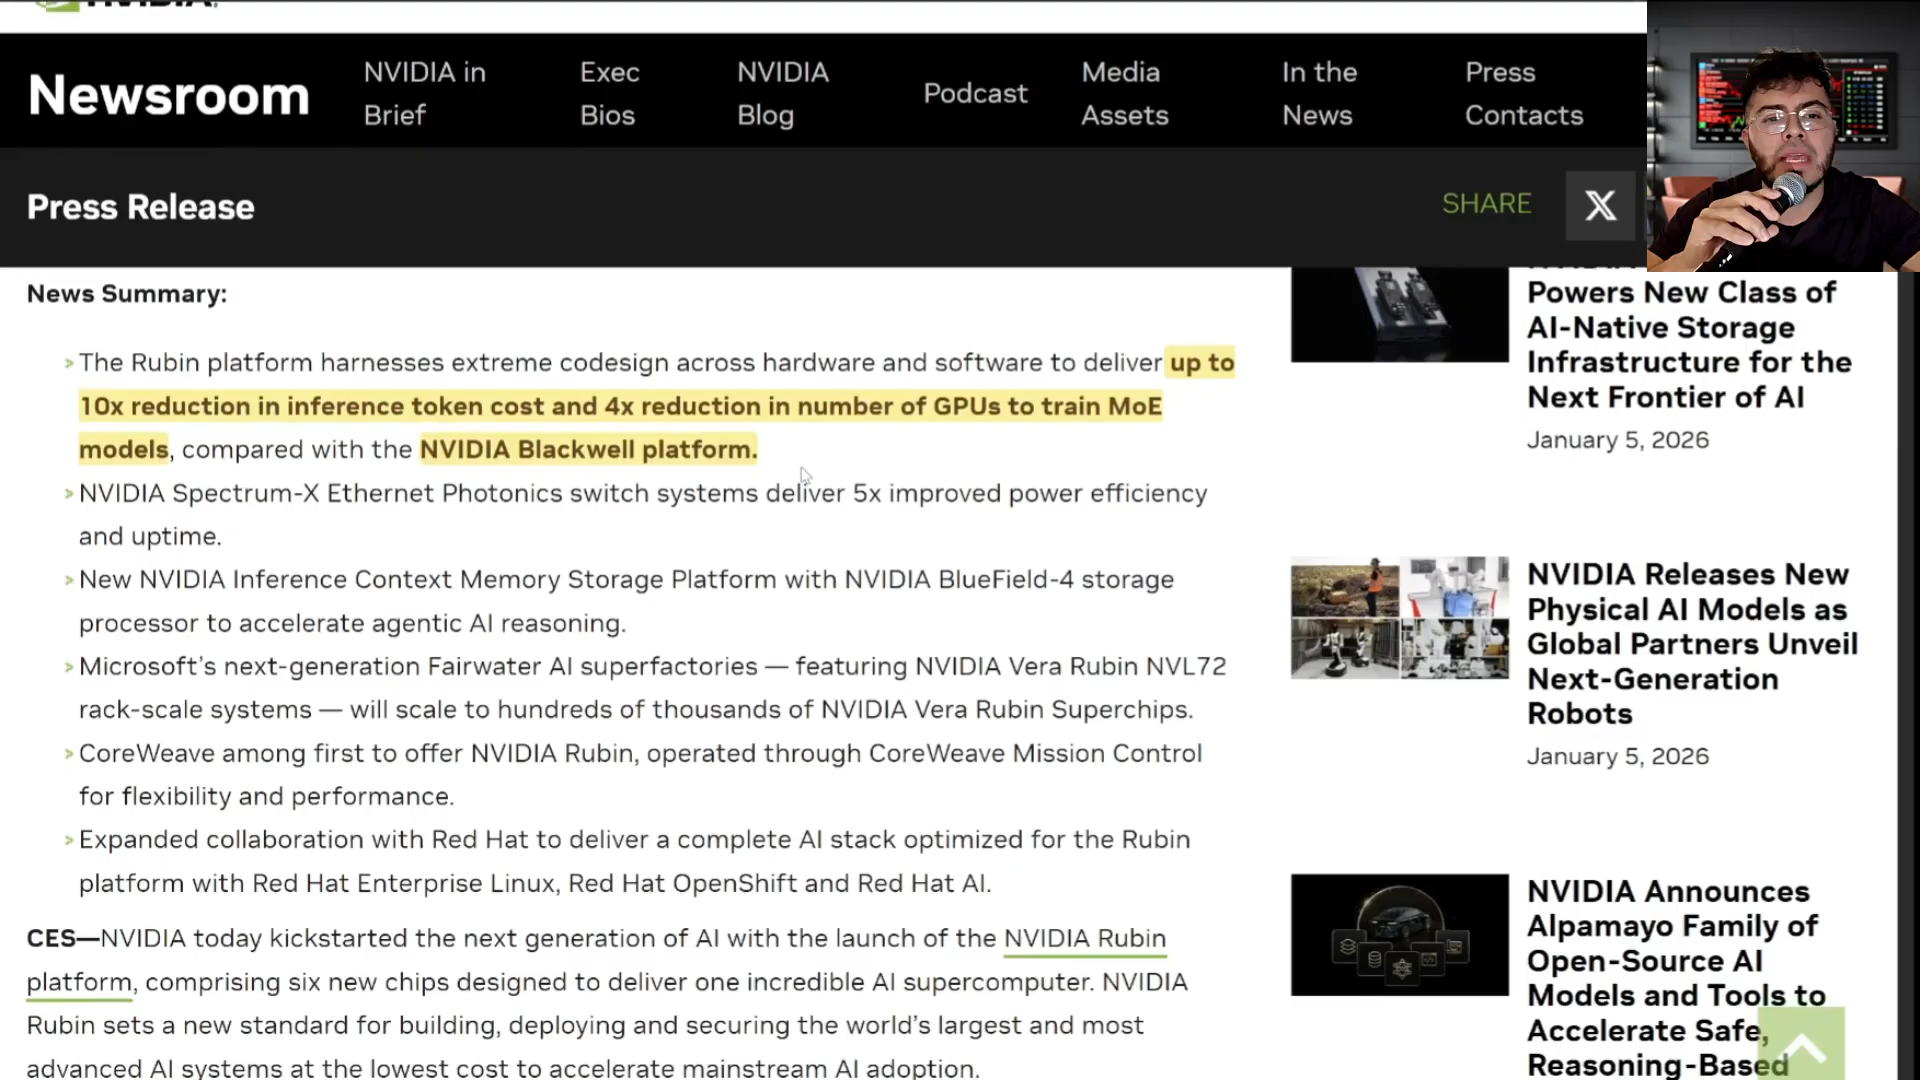 NVIDIA.
Newsroom
NVIDIA in
Brief
Exec
Bios
NVIDIA
Blog
Podcast
Media
Assets
In the
News
Press
Contacts
Press Release
SHARE
X
News Summary:
> The Rubin platform harnesses extreme codesign across hardware and software to deliver up to
10x reduction in inference token cost and 4x reduction in number of GPUs to train MoE
models, compared with the NVIDIA Blackwell platform.
> NVIDIA Spectrum-X Ethernet Photonics switch systems deliver 5x improved power efficiency
and uptime.
> New NVIDIA Inference Context Memory Storage Platform with NVIDIA BlueField-4 storage
processor to accelerate agentic AI reasoning.
> Microsoft’s next-generation Fairwater AI superfactories — featuring NVIDIA Vera Rubin NVL72
rack-scale systems — will scale to hundreds of thousands of NVIDIA Vera Rubin Superchips.
> CoreWeave among first to offer NVIDIA Rubin, operated through CoreWeave Mission Control
for flexibility and performance.
> Expanded collaboration with Red Hat to deliver a complete AI stack optimized for the Rubin
platform with Red Hat Enterprise Linux, Red Hat OpenShift and Red Hat AI.
CES—NVIDIA today kickstarted the next generation of AI with the launch of the NVIDIA Rubin
platform, comprising six new chips designed to deliver one incredible AI supercomputer. NVIDIA
Rubin sets a new standard for building, deploying and securing the world’s largest and most
advanced AI systems at the lowest cost to accelerate mainstream AI adoption.
Powers New Class of
AI-Native Storage
Infrastructure for the
Next Frontier of AI
January 5, 2026
NVIDIA Releases New
Physical AI Models as
Global Partners Unveil
Next-Generation
Robots
January 5, 2026
NVIDIA Announces
Alpamayo Family of
Open-Source AI
Models and Tools to
Accelerate Safe,
Reasoning-Based